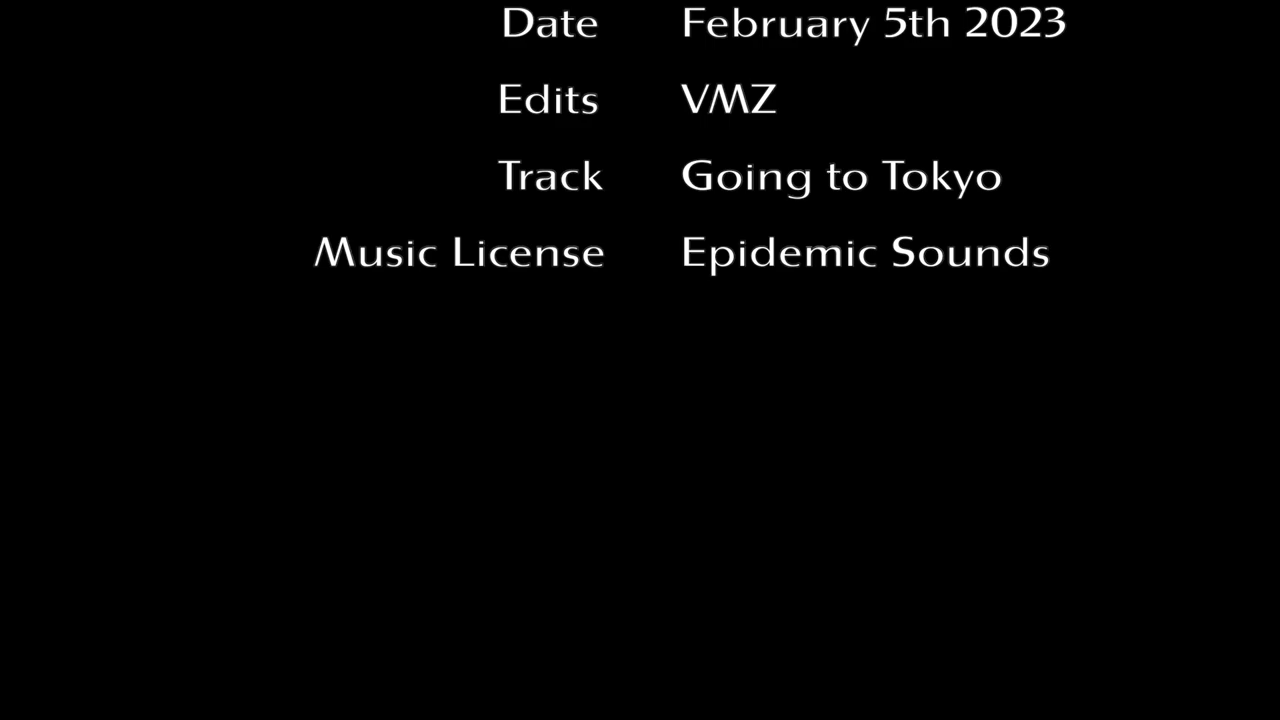 Date February 5th 2023
Edits VMZ
Track Going to Tokyo
Music License Epidemic Sounds